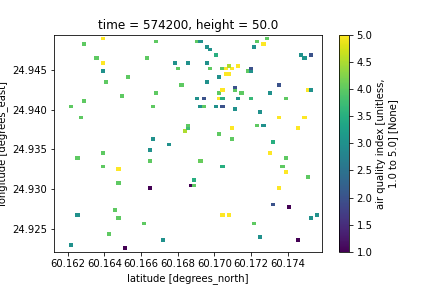 time = 574200, height = 50.0
5.0
4.5
4.0
3.5
3.0
2.5
2.0
1.5
1.0
air quality index [unitless,
1.0 to 5.0] [None]
longitude [degrees_east]
24.945
24.940
24.935
24.930
24.925
60.162 60.164 60.166 60.168 60.170 60.172 60.174
latitude [degrees_north]